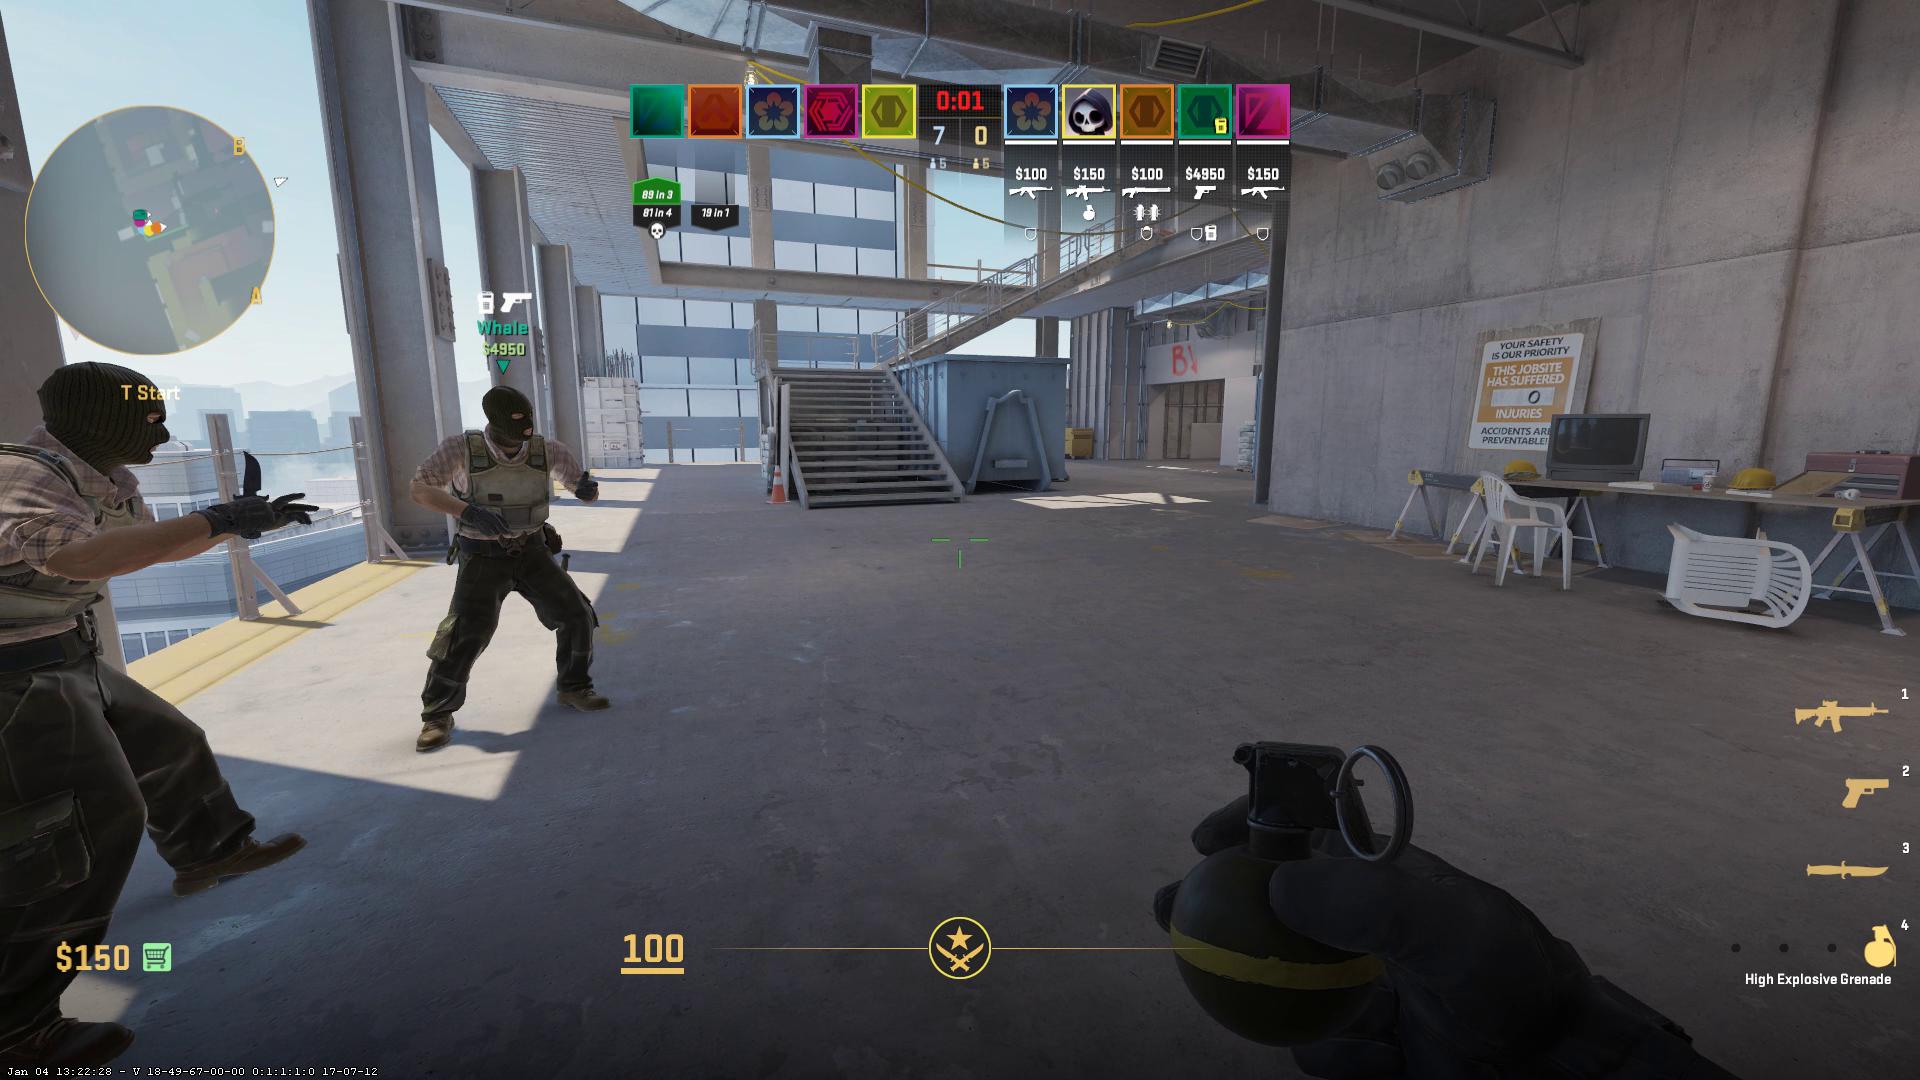 0:01
7 0
5 5
$100 $150 $100 $4950 $150
89 in 3
81 in 4
19 in 1
B
A
T Start
Whale
$4950
B
YOUR SAFETY
IS OUR PRIORITY
THIS JOBSITE
HAS SUFFERED
0
INJURIES
ACCIDENTS ARE
PREVENTABLE!
1
2
3
4
High Explosive Grenade
$150
100
Jan 04 13:22:28 - V 18-49-67-00-00 0:1:1:1:0 17-07-12